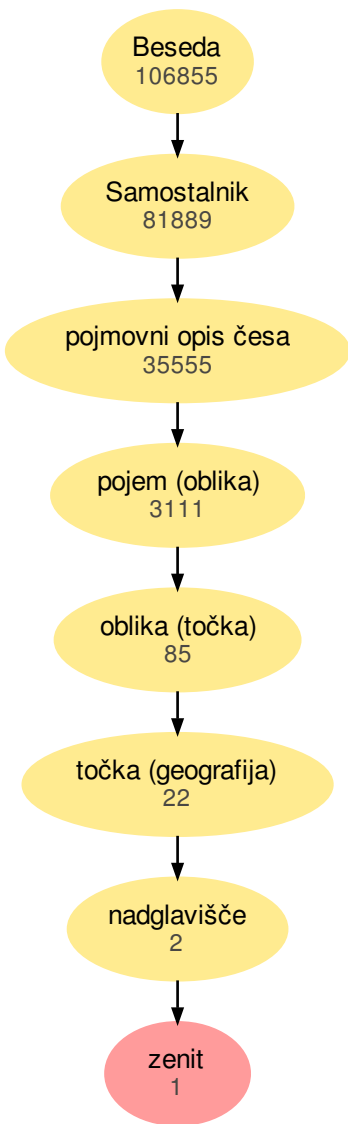 Beseda
106855
Samostalnik
81889
pojmovni opis česa
35555
pojem (oblika)
3111
oblika (točka)
85
točka (geografija)
22
nadglavišče
2
zenit
1